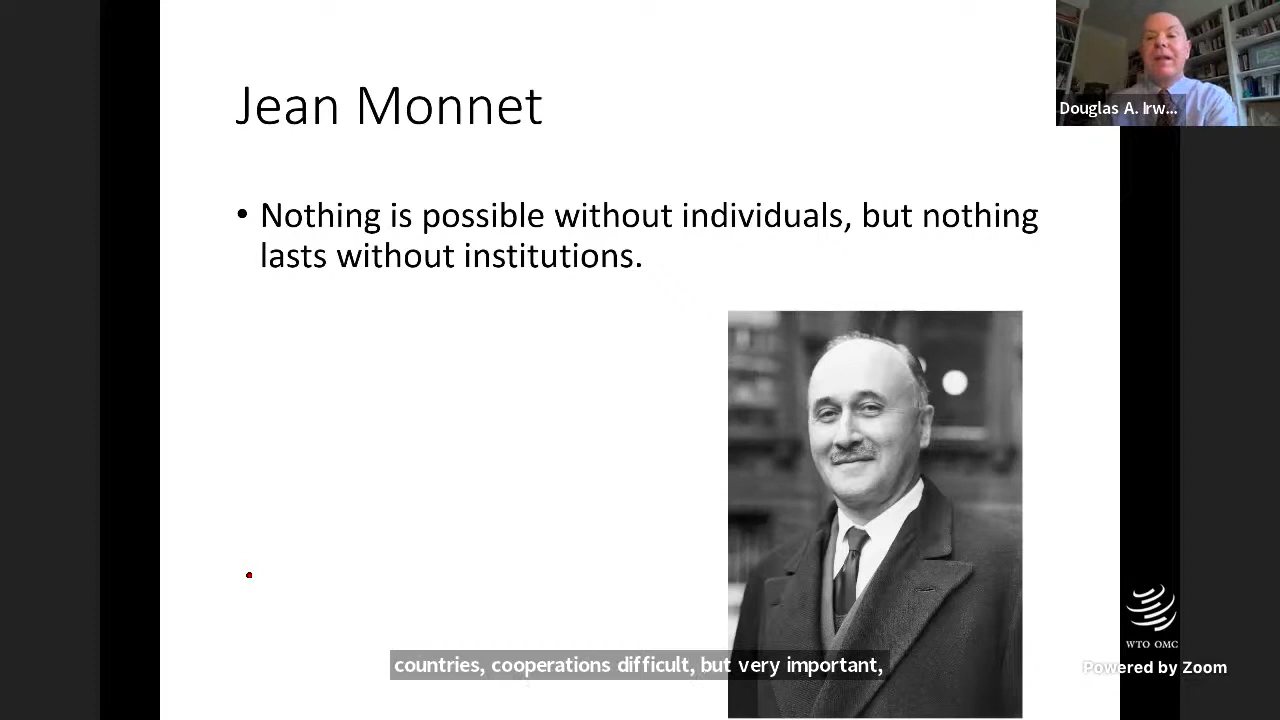 Jean Monnet
Douglas A. Irw...
• Nothing is possible without individuals, but nothing
lasts without institutions.
WTO OMC
countries, cooperations difficult, but very important,
Powered by Zoom